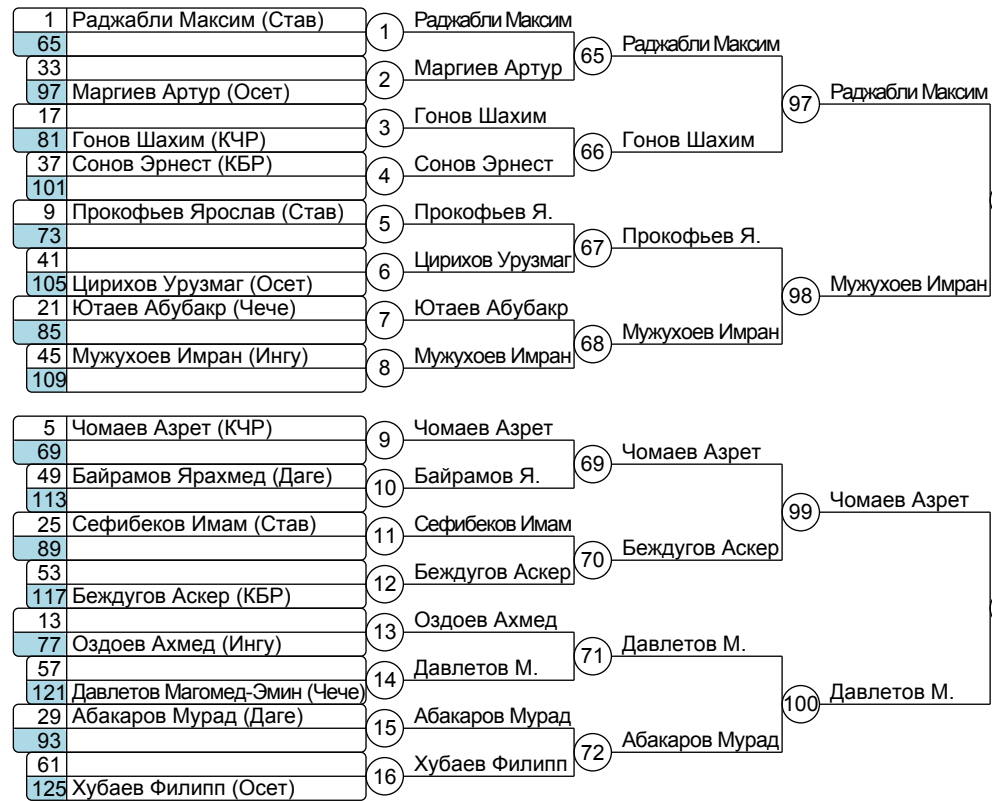 1 Раджабли Максим (Став)
65
1
Раджабли Максим
33
97 Маргиев Артур (Осет)
2
Маргиев Артур
65
Раджабли Максим
17
81 Гонов Шахим (КЧР)
3
Гонов Шахим
37 Сонов Эрнест (КБР)
101
4
Сонов Эрнест
66
Гонов Шахим
97
Раджабли Максим
9 Прокофьев Ярослав (Став)
73
5
Прокофьев Я.
41
105 Цирихов Урузмаг (Осет)
6
Цирихов Урузмаг
67
Прокофьев Я.
21 Ютаев Абубакр (Чече)
85
7
Ютаев Абубакр
45 Мужухоев Имран (Ингу)
109
8
Мужухоев Имран
68
Мужухоев Имран
98
Мужухоев Имран
5 Чомаев Азрет (КЧР)
69
9
Чомаев Азрет
49 Байрамов Ярахмед (Даге)
113
10
Байрамов Я.
69
Чомаев Азрет
25 Сефибеков Имам (Став)
89
11
Сефибеков Имам
53
117 Беждугов Аскер (КБР)
12
Беждугов Аскер
70
Беждугов Аскер
99
Чомаев Азрет
13
77 Оздоев Ахмед (Ингу)
13
Оздоев Ахмед
57
121 Давлетов Магомед-Эмин (Чече)
14
Давлетов М.
71
Давлетов М.
29 Абакаров Мурад (Даге)
93
15
Абакаров Мурад
61
125 Хубаев Филипп (Осет)
16
Хубаев Филипп
72
Абакаров Мурад
100
Давлетов М.